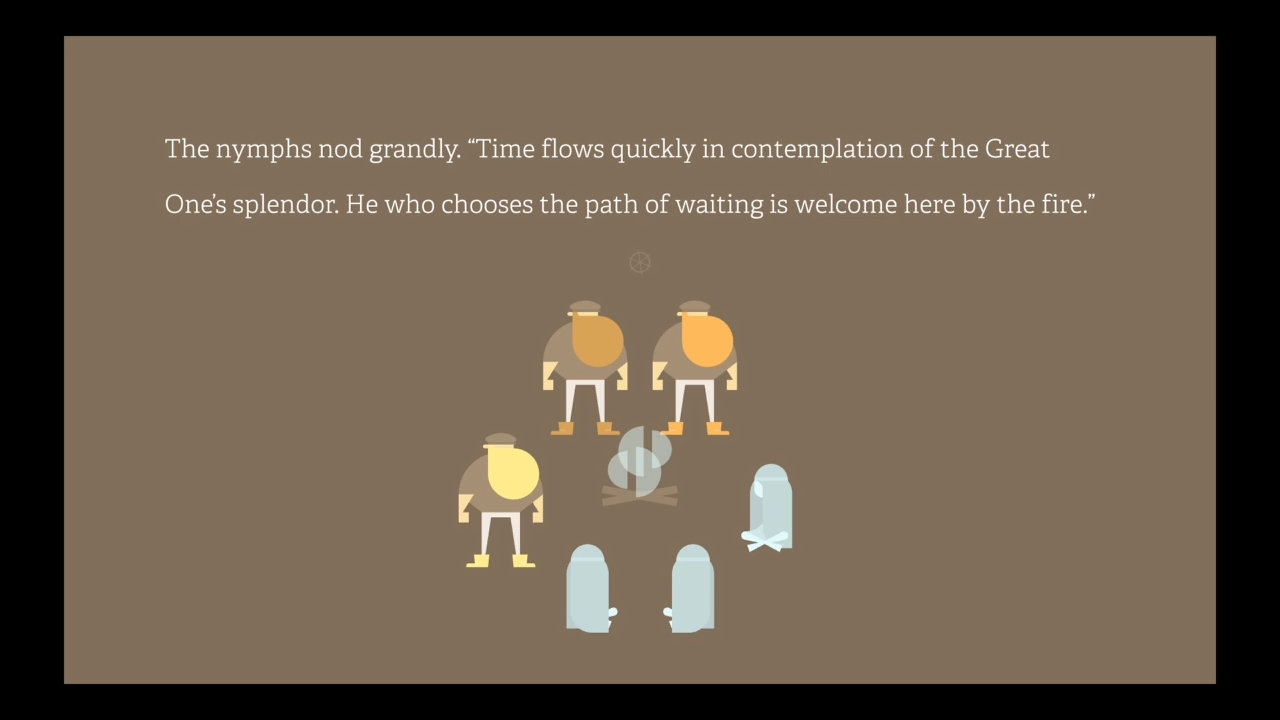 The nymphs nod grandly. “Time flows quickly in contemplation of the Great
One’s splendor. He who chooses the path of waiting is welcome here by the fire.”